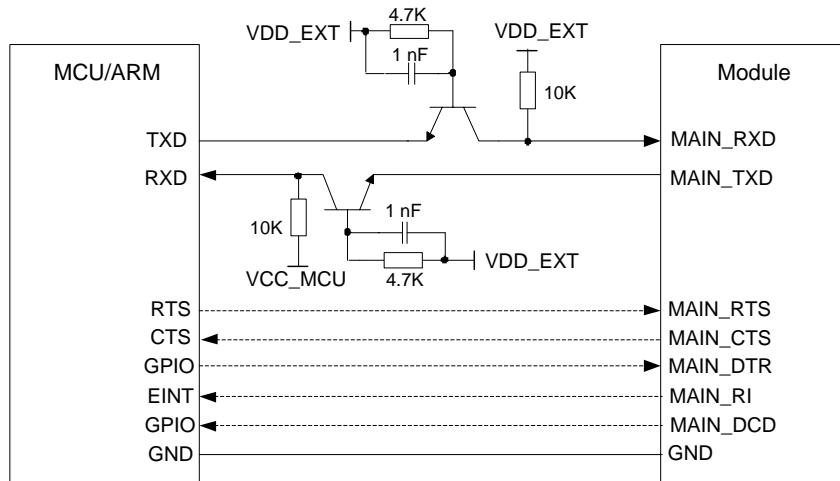 4.7K
VDD_EXT
VDD_EXT
1 nF
MCU/ARM
Module
10K
TXD
MAIN_RXD
RXD
MAIN_TXD
1 nF
10K
VDD_EXT
VCC_MCU
4.7K
RTS
MAIN_RTS
CTS
MAIN_CTS
GPIO
MAIN_DTR
EINT
MAIN_RI
GPIO
MAIN_DCD
GND
GND